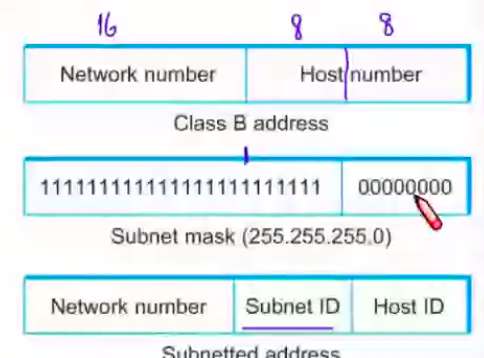 16 8 8
Network number Host number
Class B address
111111111111111111111111 00000000
Subnet mask (255.255.255.0)
Network number Subnet ID Host ID
Subnetted address